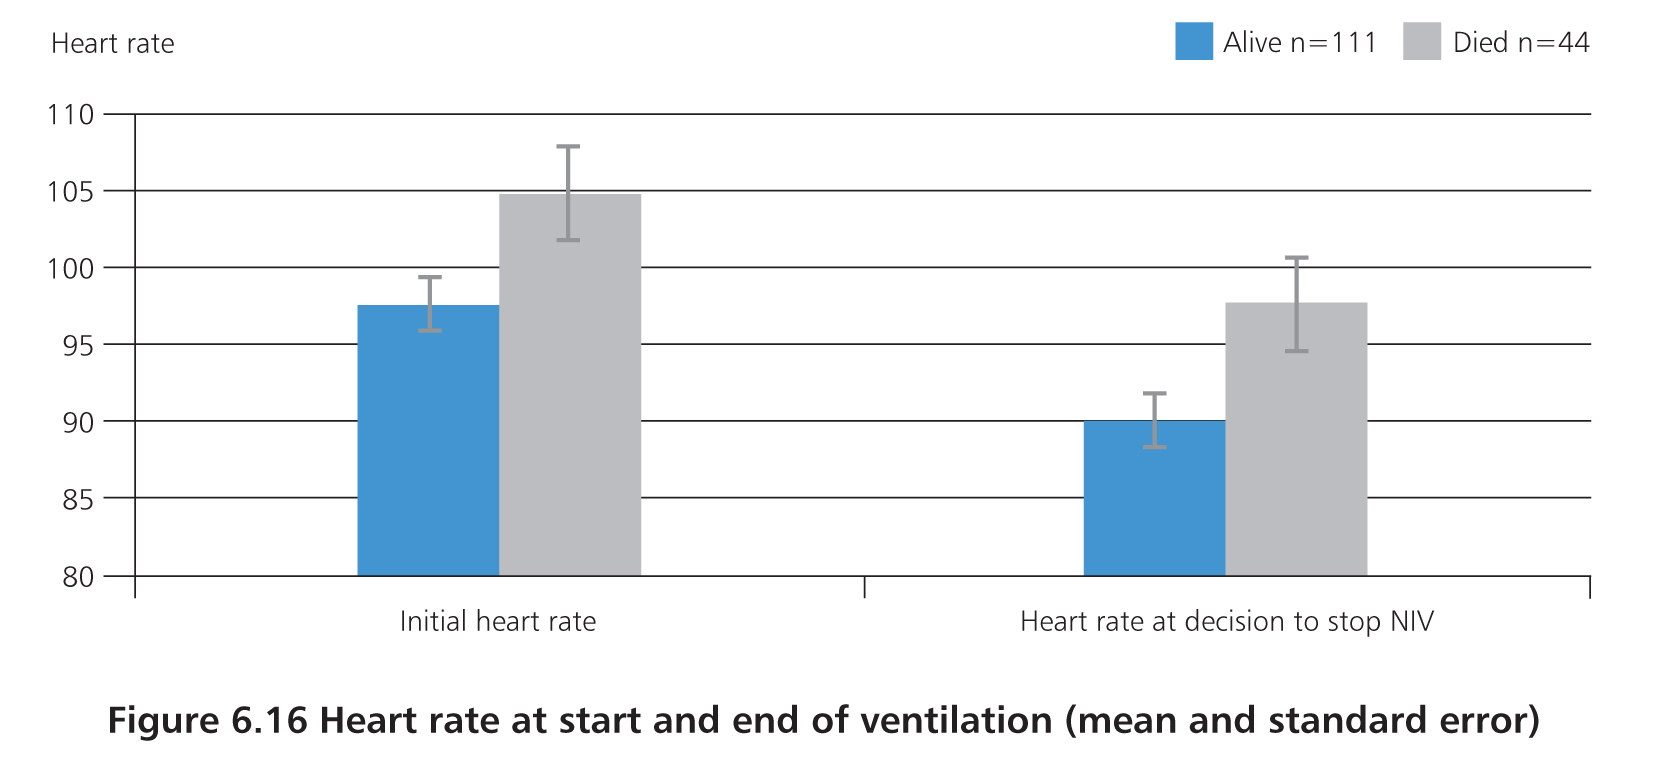 Heart rate
Alive n=111 Died n=44
110
105
100
95
90
85
80
Initial heart rate
Heart rate at decision to stop NIV
Figure 6.16 Heart rate at start and end of ventilation (mean and standard error)